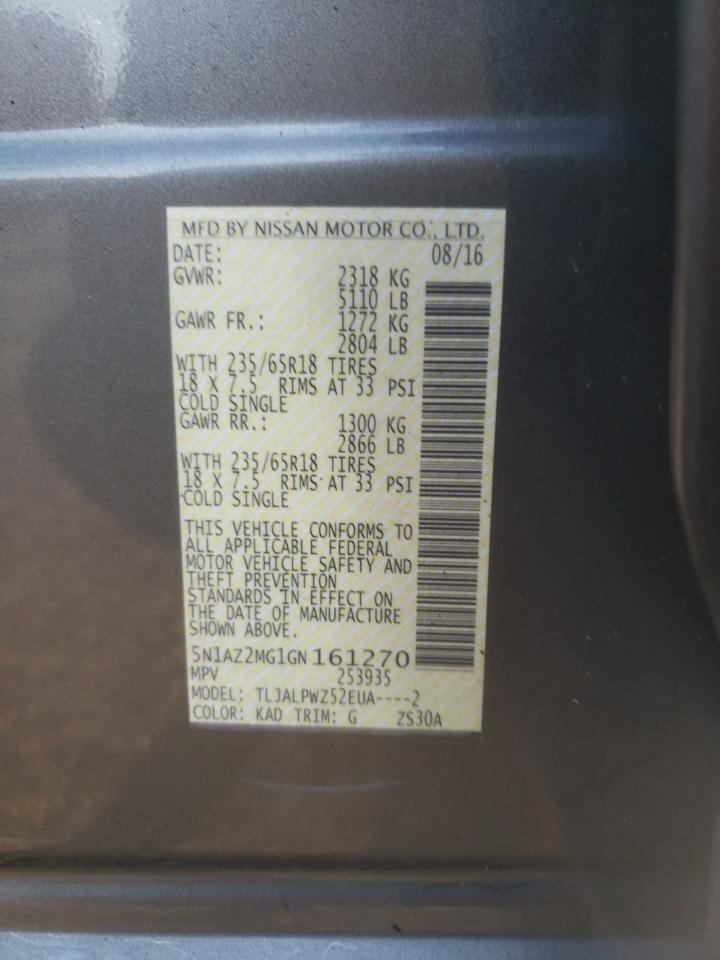 MFD BY NISSAN MOTOR CO., LTD.
DATE: 08/16
GVWR: 2318 KG
5110 LB
GAWR FR.: 1272 KG
2804 LB
WITH 235/65R18 TIRES
18 X 7.5 RIMS AT 33 PSI
COLD SINGLE
GAWR RR.: 1300 KG
2866 LB
WITH 235/65R18 TIRES
18 X 7.5 RIMS AT 33 PSI
COLD SINGLE
THIS VEHICLE CONFORMS TO
ALL APPLICABLE FEDERAL
MOTOR VEHICLE SAFETY AND
THEFT PREVENTION
STANDARDS IN EFFECT ON
THE DATE OF MANUFACTURE
SHOWN ABOVE.
5N1AZ2MG1GN161270
MPV 253935
MODEL: TLJALPWZ52EUA----2
COLOR: KAD TRIM: G ZS30A